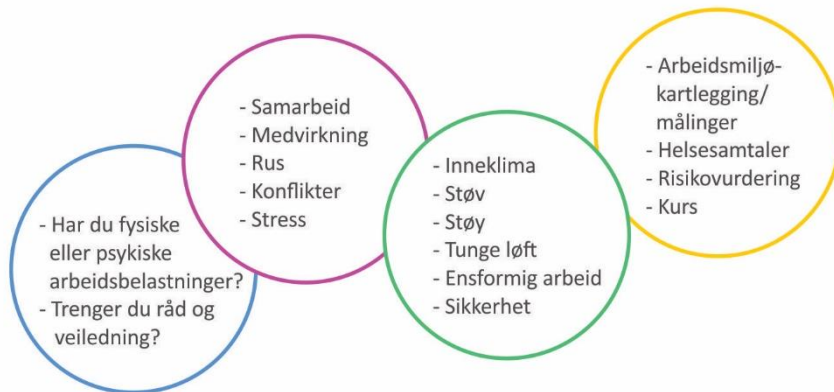 - Har du fysiske
eller psykiske
arbeidsbelastninger?
- Trenger du råd og
veiledning?
- Samarbeid
- Medvirkning
- Rus
- Konflikter
- Stress
- Inneklima
- Støv
- Støy
- Tunge løft
- Ensformig arbeid
- Sikkerhet
- Arbeidsmiljø-
kartlegging/
målinger
- Helsesamtaler
- Risikovurdering
- Kurs